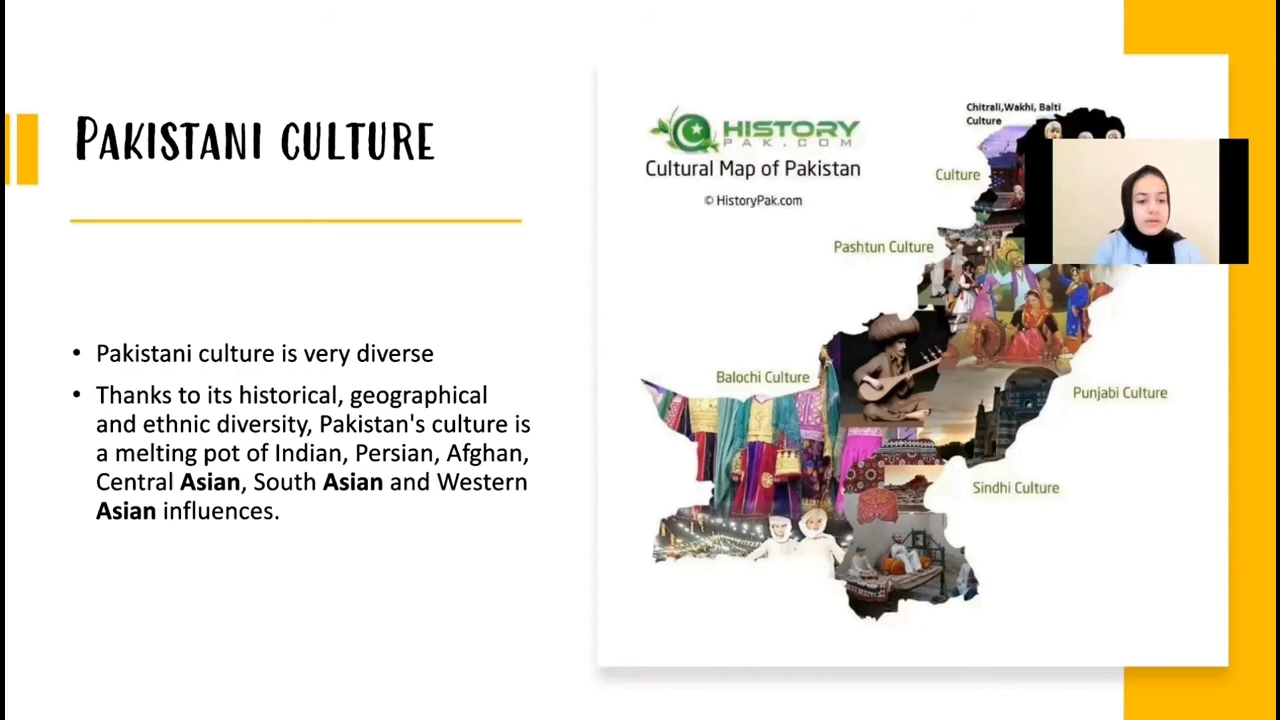 PAKISTANI CULTURE
• Pakistani culture is very diverse
• Thanks to its historical, geographical
and ethnic diversity, Pakistan's culture is
a melting pot of Indian, Persian, Afghan,
Central Asian, South Asian and Western
Asian influences.
HISTORY
PAK.COM
Cultural Map of Pakistan
© HistoryPak.com
Chitrali,Wakhi, Balti
Culture
Culture
Pashtun Culture
Balochi Culture
Punjabi Culture
Sindhi Culture